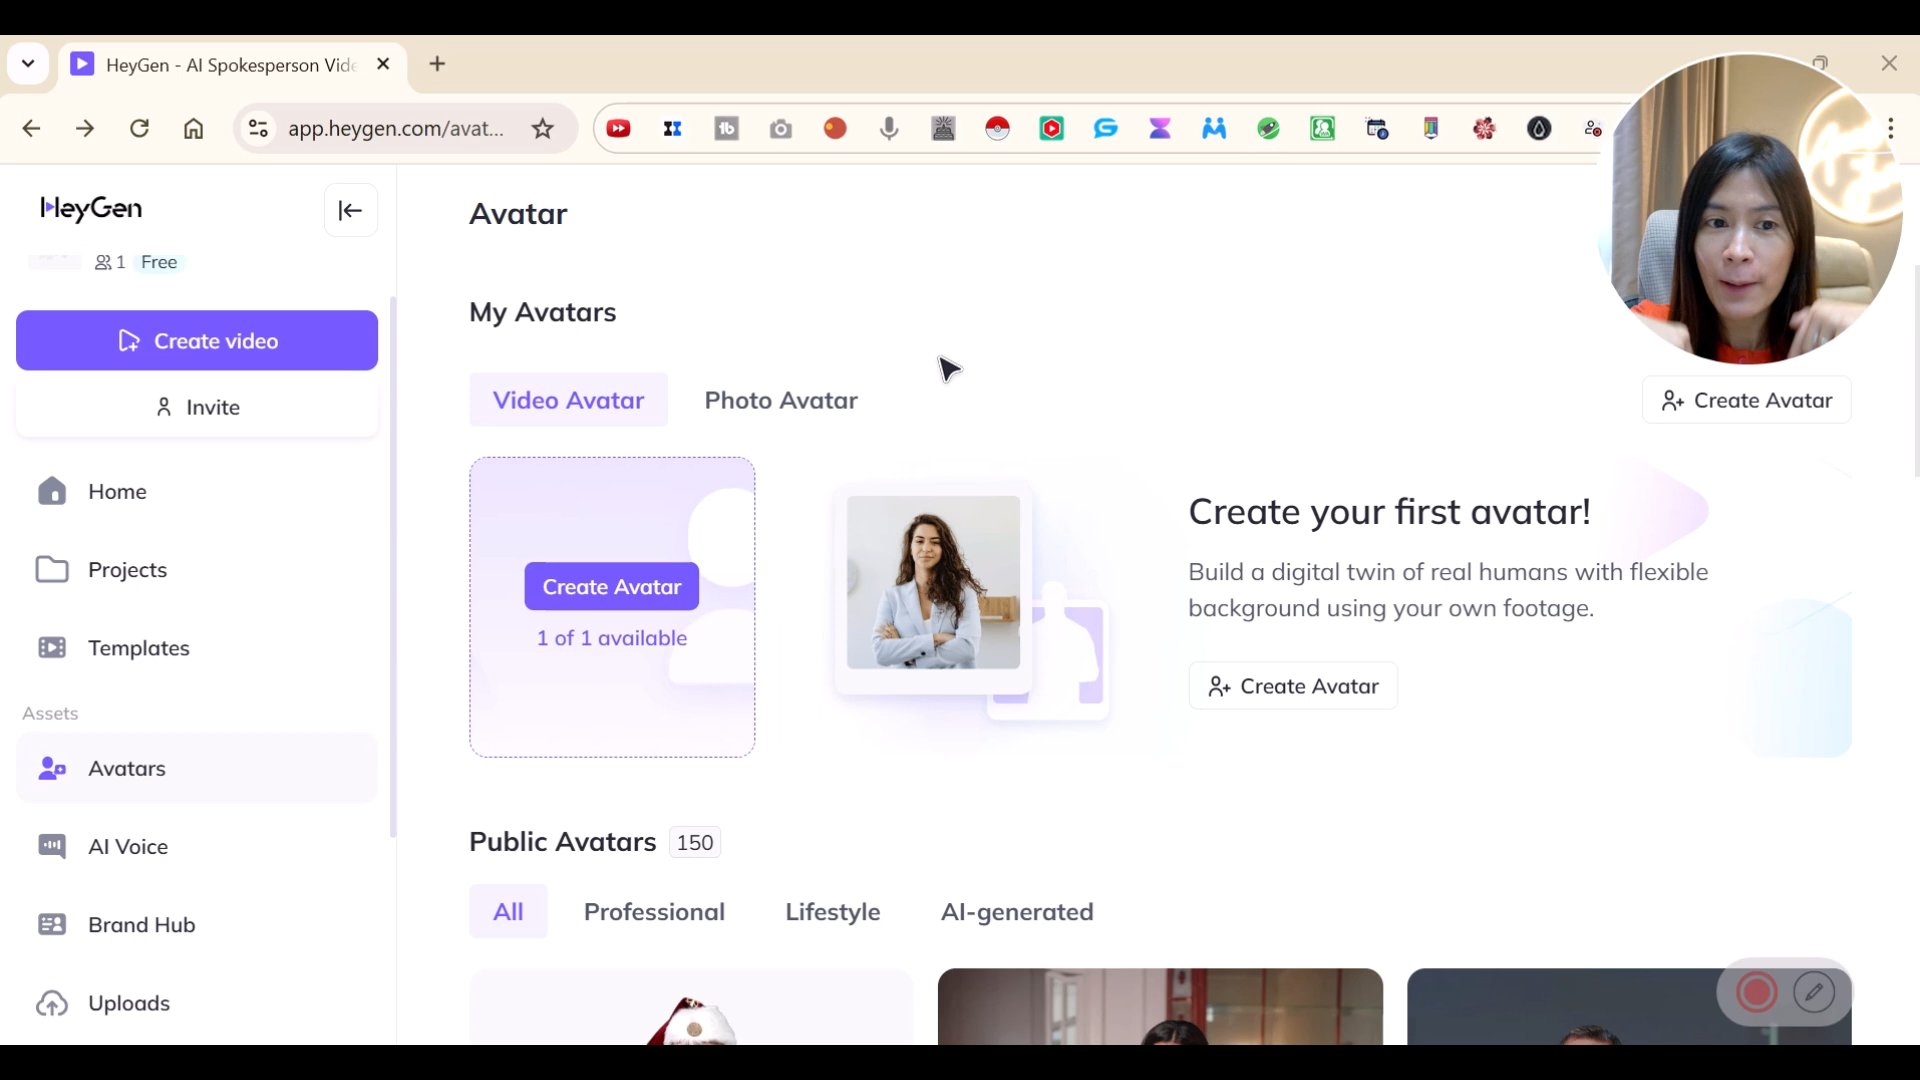 HeyGen - AI Spokesperson Vide
app.heygen.com/avat...
HeyGen
1 Free
Create video
Invite
Home
Projects
Templates
Assets
Avatars
AI Voice
Brand Hub
Uploads
Avatar
My Avatars
Video Avatar
Photo Avatar
Create Avatar
Create Avatar
1 of 1 available
Create your first avatar!
Build a digital twin of real humans with flexible
background using your own footage.
Create Avatar
Public Avatars 150
All
Professional
Lifestyle
AI-generated